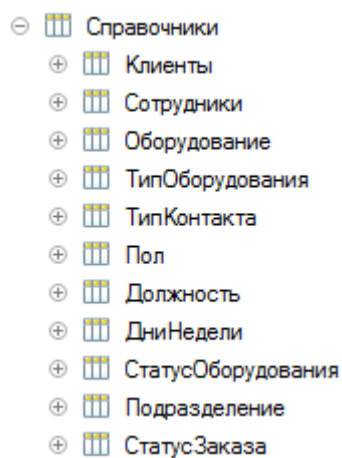 Справочники
Клиенты
Сотрудники
Оборудование
ТипОборудования
ТипКонтакта
Пол
Должность
ДниНедели
СтатусОборудования
Подразделение
СтатусЗаказа